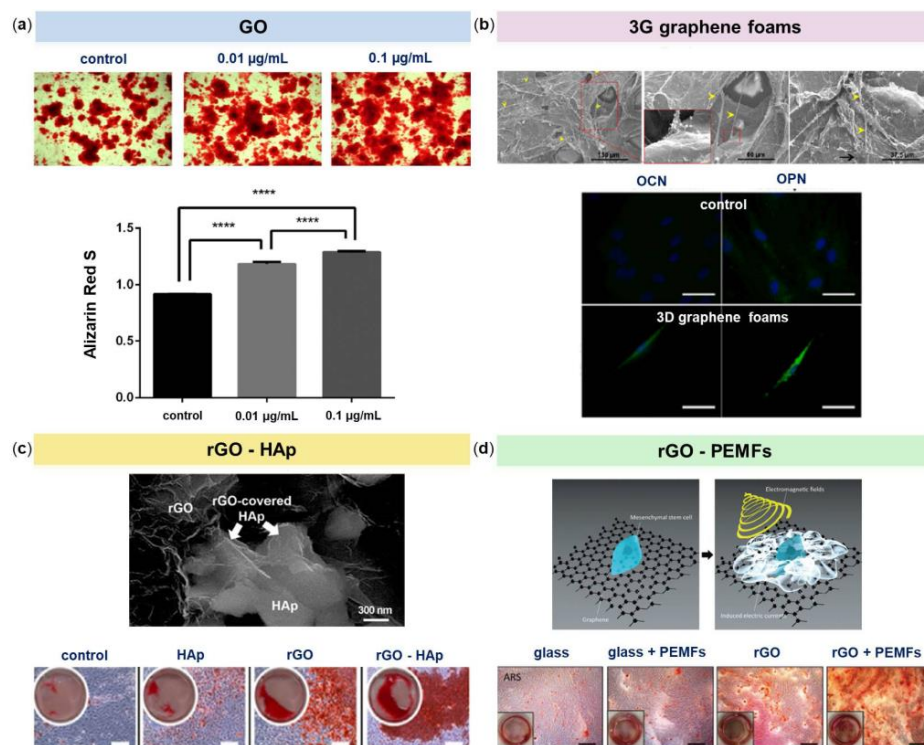 (a)
GO
control
0.01 µg/mL
0.1 µg/mL
****
****
****
1.5
1.0
0.5
0.0
Alizarin Red S
control
0.01 µg/mL
0.1 µg/mL
(b)
3G graphene foams
OCN
OPN
control
3D graphene foams
(c)
rGO - HAp
rGO
rGO-covered
HAp
HAp
300 nm
control
HAp
rGO
rGO - HAp
(d)
rGO - PEMFs
Mesenchymal stem cell
Graphene
Electromagnetic fields
glass
glass + PEMFs
rGO
rGO + PEMFs
ARS